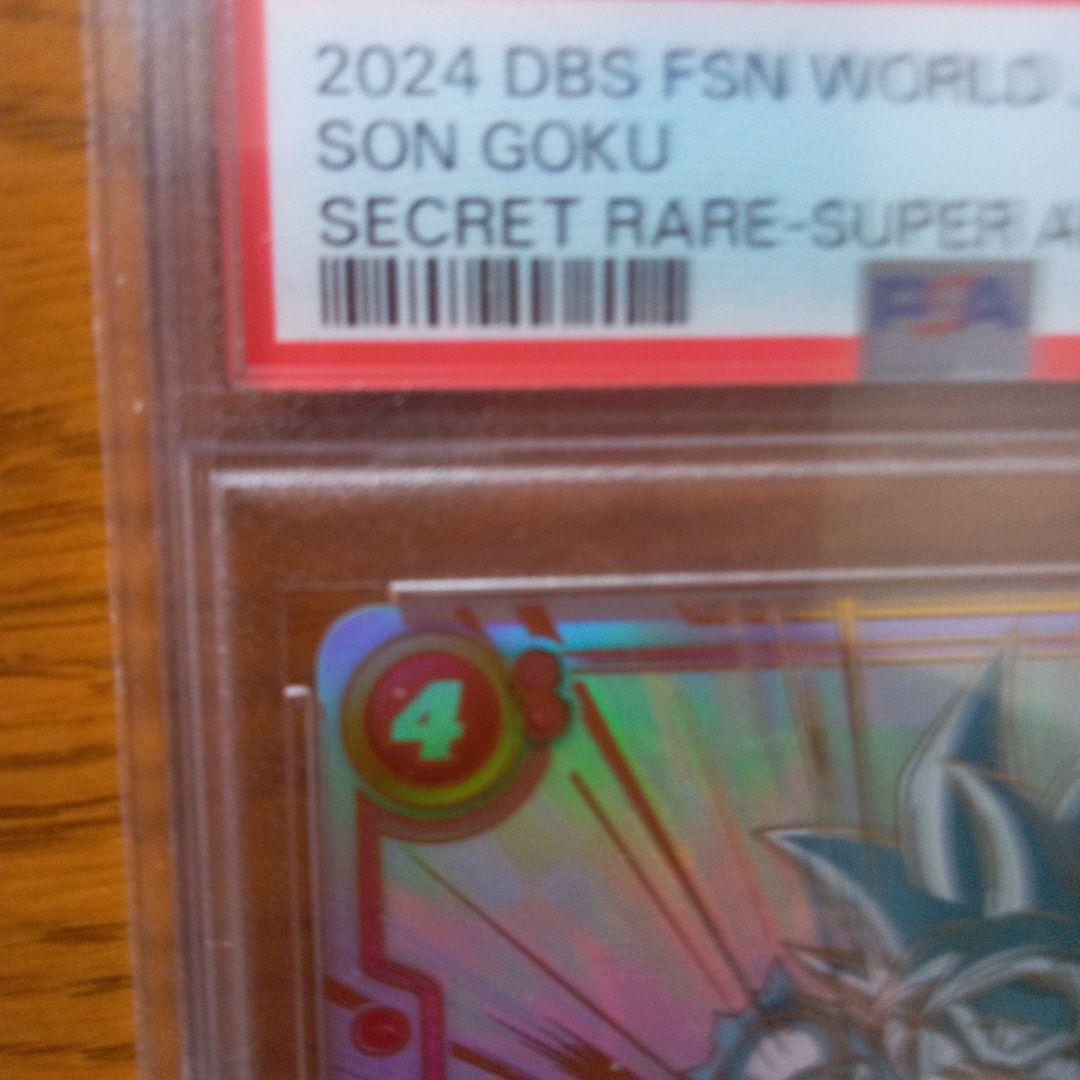 2024 DBS FSN WORLD
SON GOKU
SECRET RARE-SUPER
PSA
4